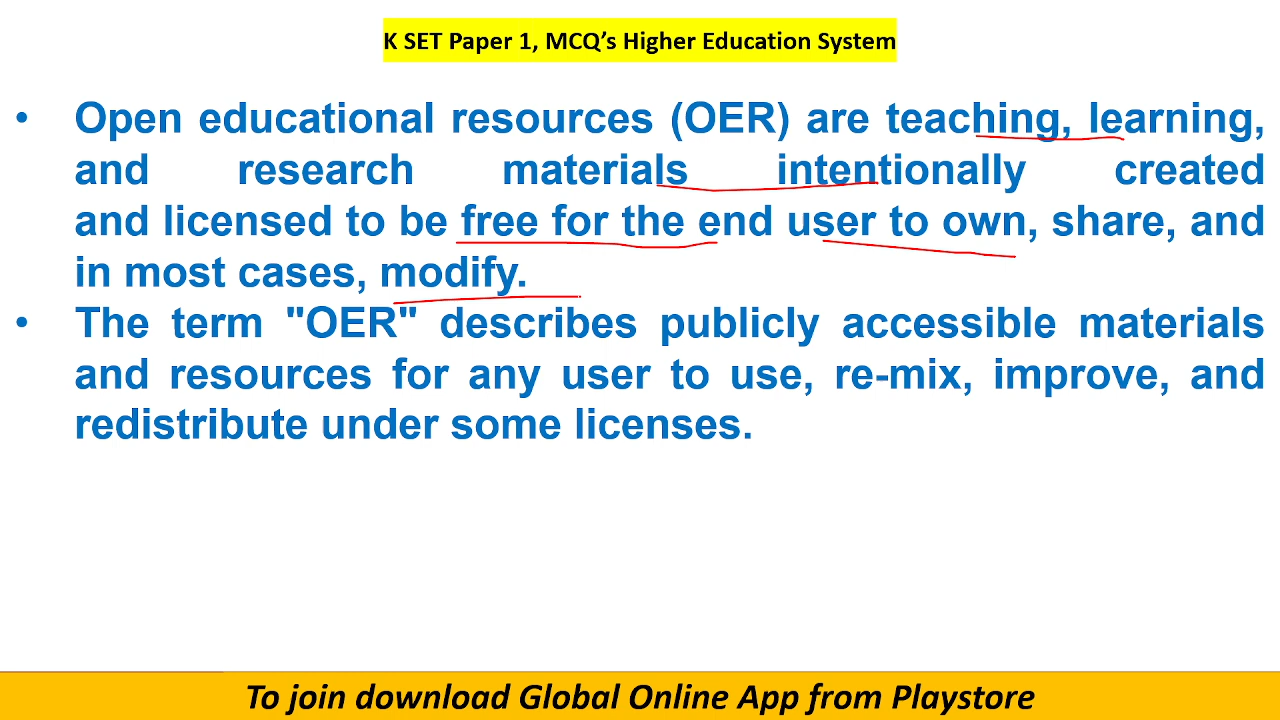 K SET Paper 1, MCQ’s Higher Education System
• Open educational resources (OER) are teaching, learning,
and research materials intentionally created
and licensed to be free for the end user to own, share, and
in most cases, modify.
• The term "OER" describes publicly accessible materials
and resources for any user to use, re-mix, improve, and
redistribute under some licenses.
To join download Global Online App from Playstore